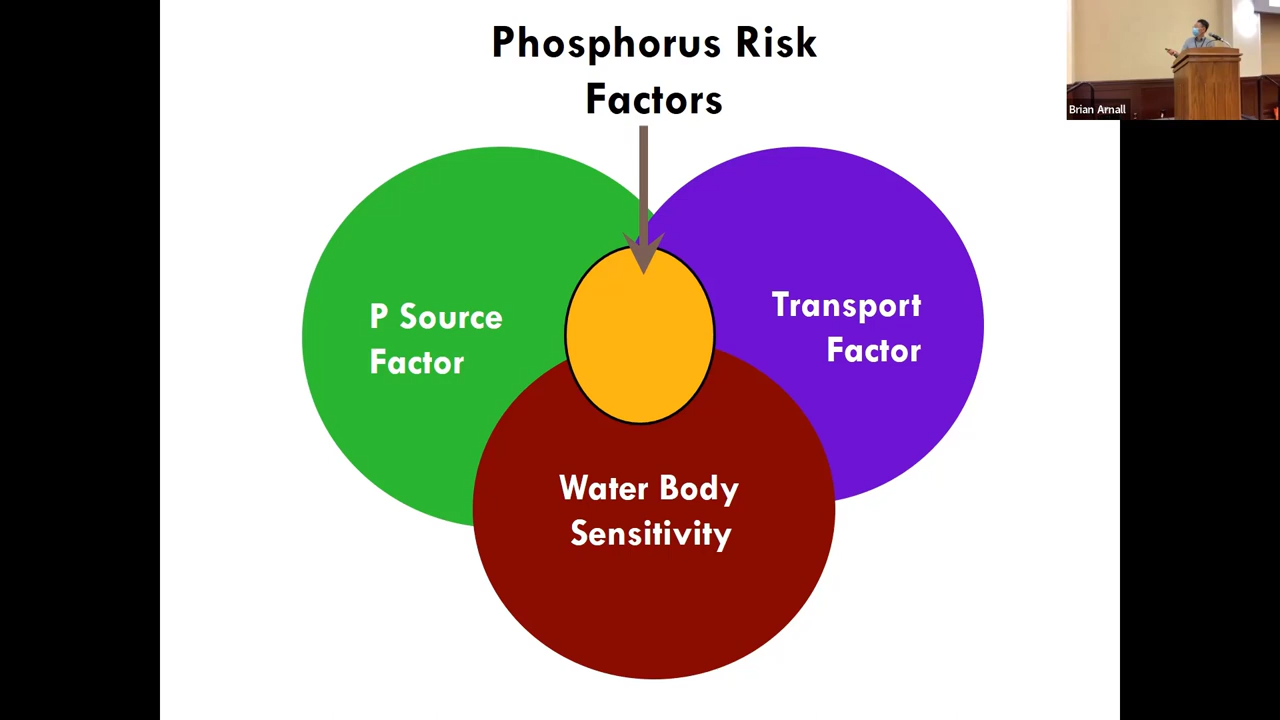 Phosphorus Risk
Factors
Brian Arnall
P Source
Factor
Transport
Factor
Water Body
Sensitivity